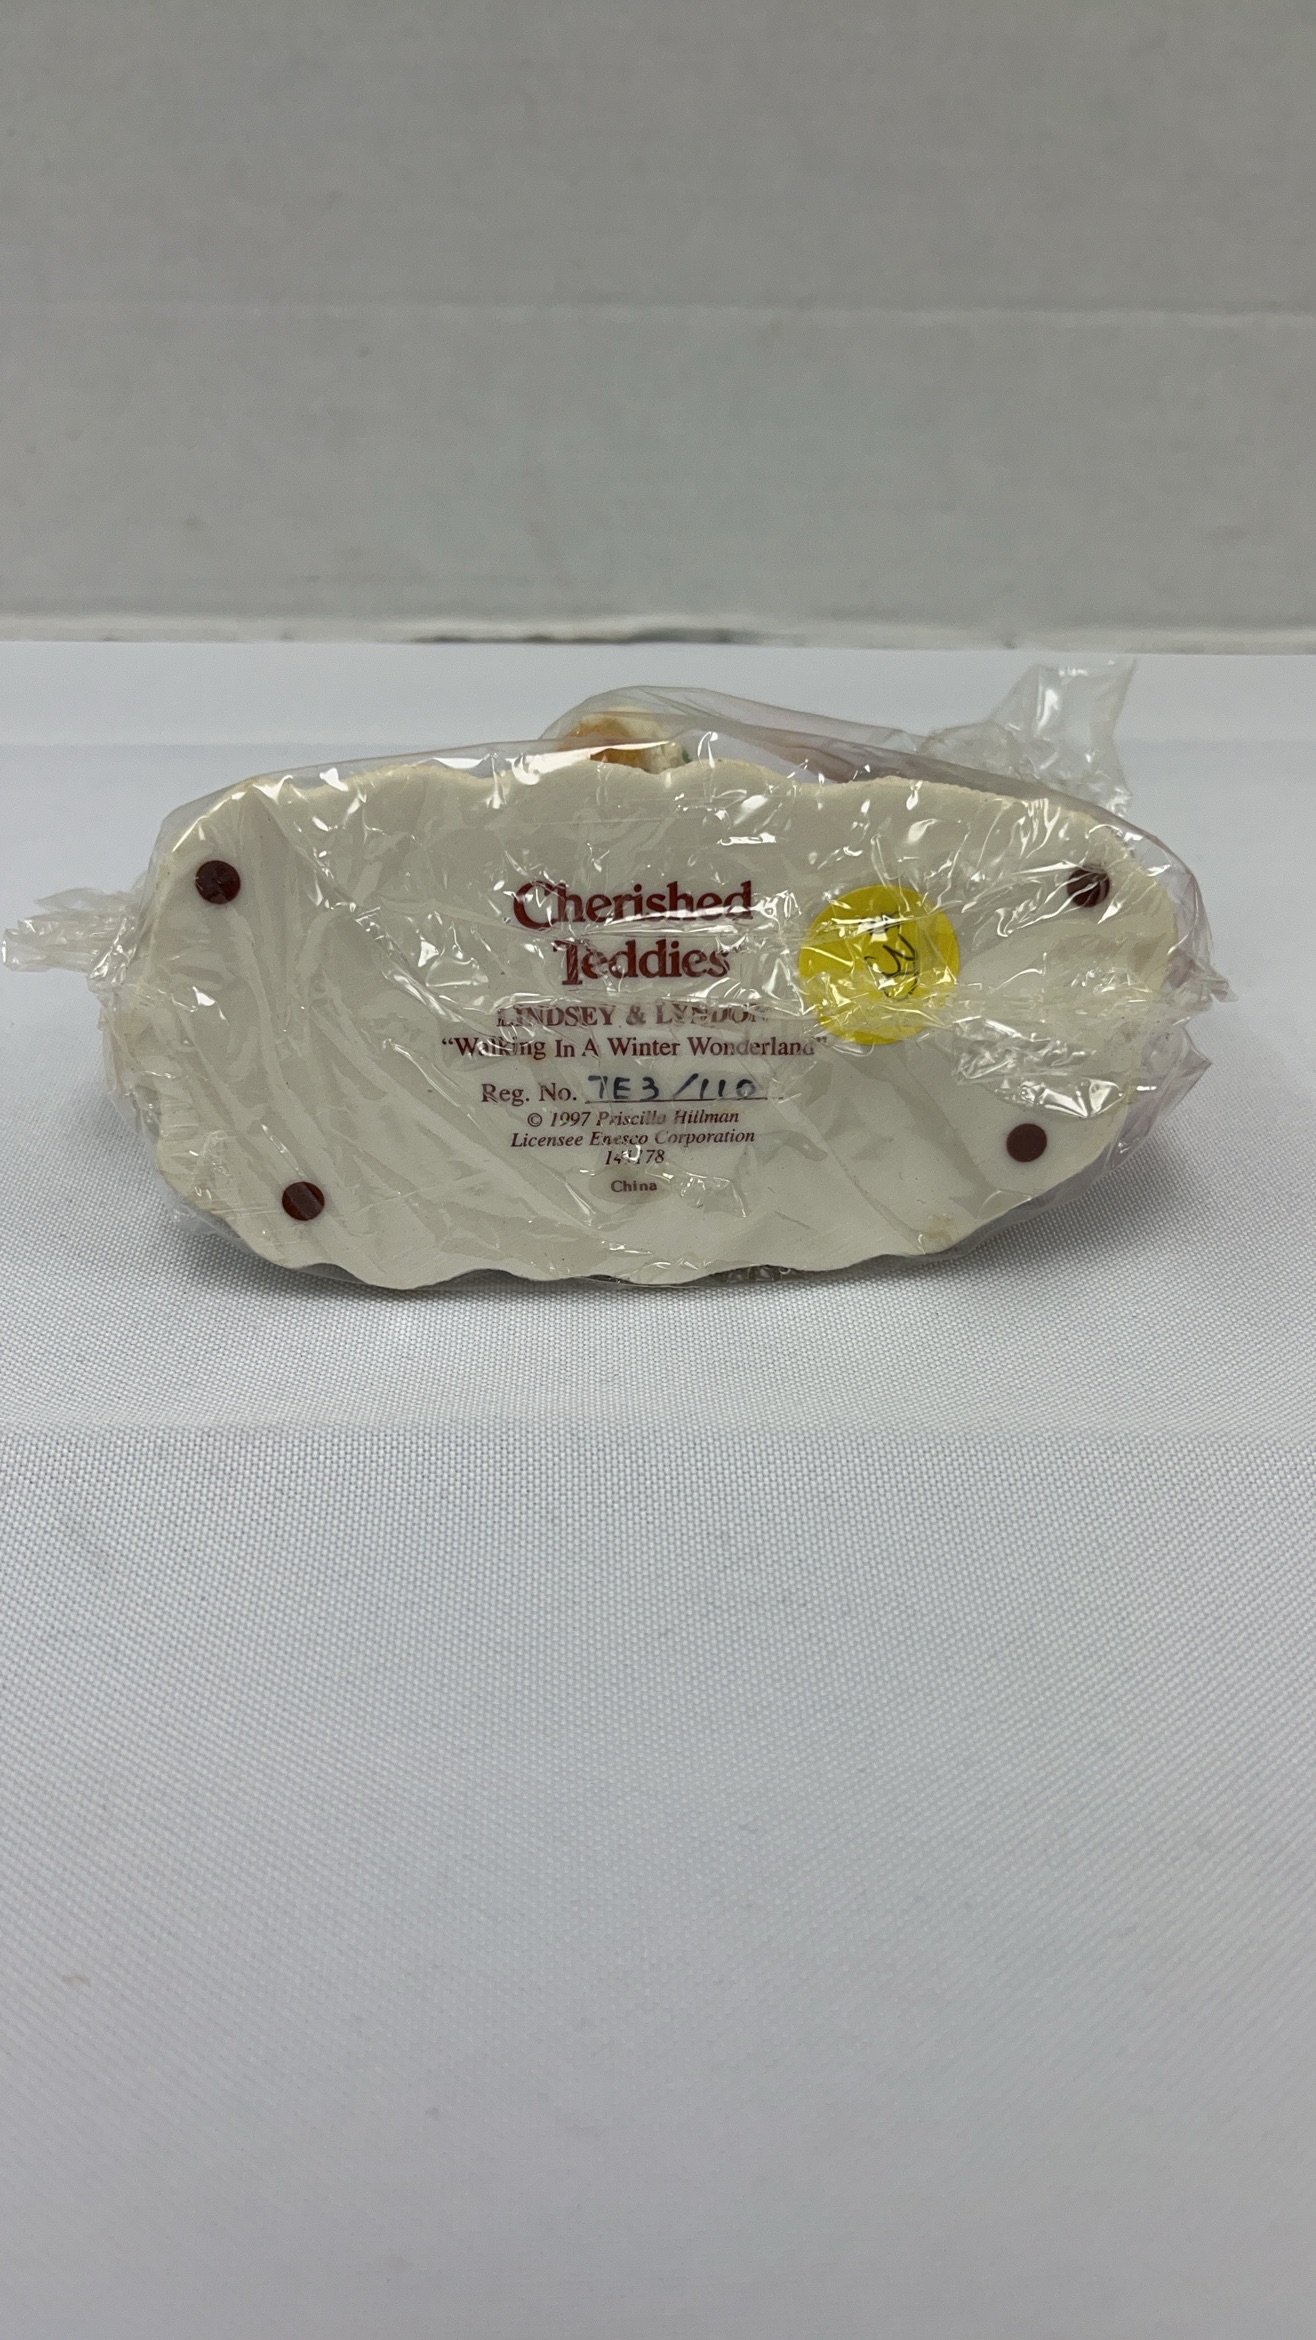 Cherished
Teddies
LINDSEY & LYNDON
“Walking In A Winter Wonderland”
Reg. No. 7E3/110
© 1997 Priscilla Hillman
Licensee Enesco Corporation
China